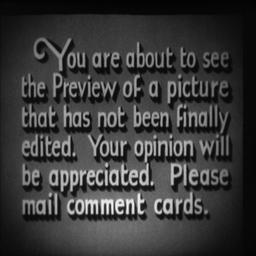 You are about to see
the Preview of a picture
that has not been finally
edited. Your opinion will
be appreciated. Please
mail comment cards.